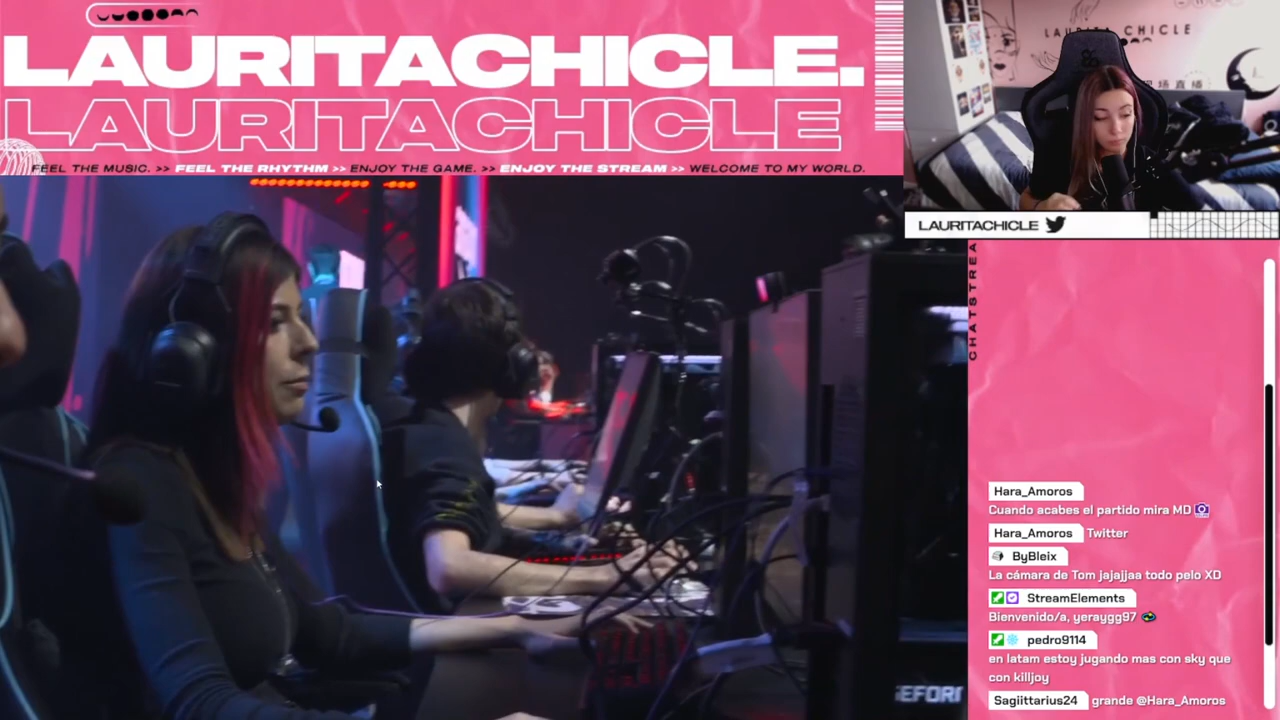 LAURITACHICLE.
LAURITACHICLE
FEEL THE MUSIC. >> FEEL THE RHYTHM >> ENJOY THE GAME. >> ENJOY THE STREAM >> WELCOME TO MY WORLD.
LAURITACHICLE
CHATSTREA
Hara_Amoros
Cuando acabes el partido mira MD
Hara_Amoros Twitter
ByBleix
La cámara de Tom jajajjaa todo pelo XD
StreamElements
Bienvenido/a, yeraygg97
pedro9114
en latam estoy jugando mas con sky que
con killjoy
Sagiittarius24 grande @Hara_Amoros